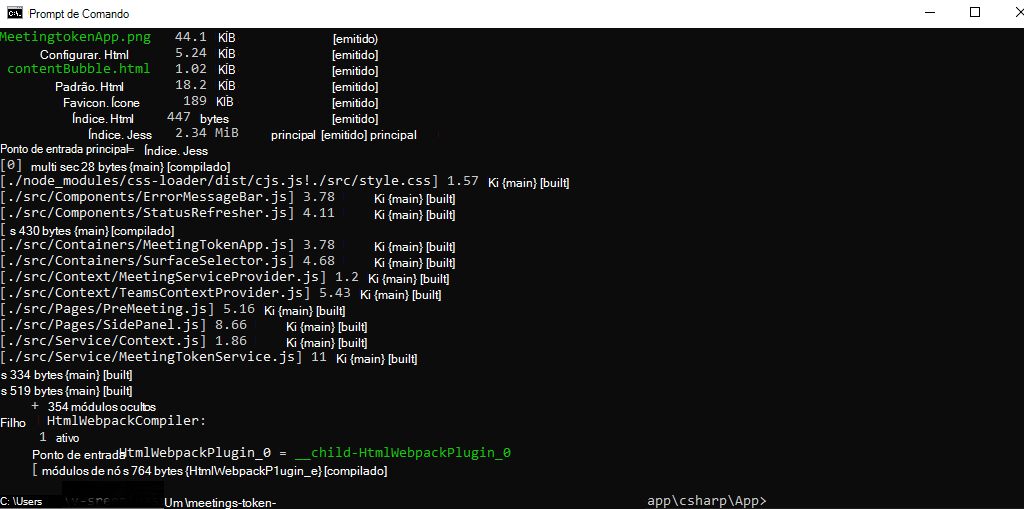 Prompt de Comando
MeetingtokenApp.png 44.1 KİB [emitido)
Configurar. Html 5.24 KİB [emitido]
contentBubble.html 1.02 KİB [emitido]
Padrão. Html 18.2 KİB [emitido]
Favicon. Ícone 189 KİB [emitido]
Índice. Html 447 bytes [emitido]
Índice. Jess 2.34 MiB principal [emitido] principal
Ponto de entrada principal= Índice. Jess
[0] multi sec 28 bytes {main} [compilado]
[./node_modules/css-loader/dist/cjs.js!./src/style.css] 1.57 Ki {main} [built]
[./src/Components/ErrorMessageBar.js] 3.78 Ki {main} [built]
[./src/Components/StatusRefresher.js] 4.11 Ki {main} [built]
[ s 430 bytes {main} [compilado]
[./src/Containers/MeetingTokenApp.js] 3.78 Ki {main} [built]
[./src/Containers/SurfaceSelector.js] 4.68 Ki {main} [built]
[./src/Context/MeetingServiceProvider.js] 1.2 Ki {main} [built]
[./src/Context/TeamsContextProvider.js] 5.43 Ki {main} [built]
[./src/Pages/PreMeeting.js] 5.16 Ki {main} [built]
[./src/Pages/SidePanel.js] 8.66 Ki {main} [built]
[./src/Service/Context.js] 1.86 Ki {main} [built]
[./src/Service/MeetingTokenService.js] 11 Ki {main} [built]
s 334 bytes {main} [built]
s 519 bytes {main} [built]
+ 354 módulos ocultos
Filho HtmlWebpackCompiler:
1 ativo
Ponto de entrada HtmlWebpackPlugin_0 = __child-HtmlWebpackPlugin_0
[ módulos de nó s 764 bytes {HtmlWebpackP1ugin_e} [compilado]
C: \Users Um \meetings-token- app\csharp\App>